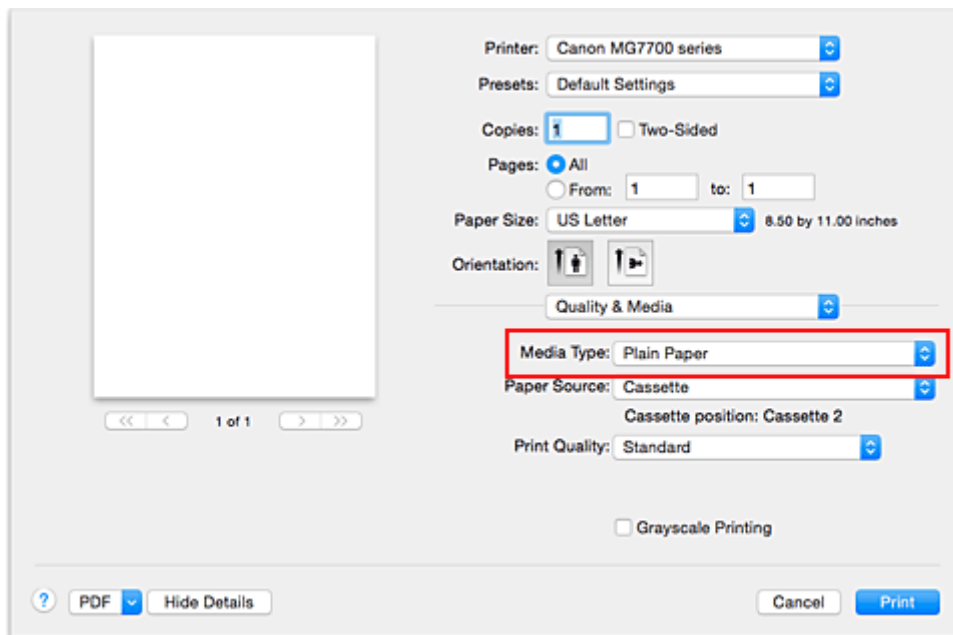 Printer: Canon MG7700 series
Presets: Default Settings
Copies: 1 Two-Sided
Pages: All
From: 1 to: 1
Paper Size: US Letter 8.50 by 11.00 inches
Orientation:
Quality & Media
Media Type: Plain Paper
Paper Source: Cassette
Cassette position: Cassette 2
<< < 1 of 1 > >>
Print Quality: Standard
Grayscale Printing
? PDF Hide Details Cancel Print